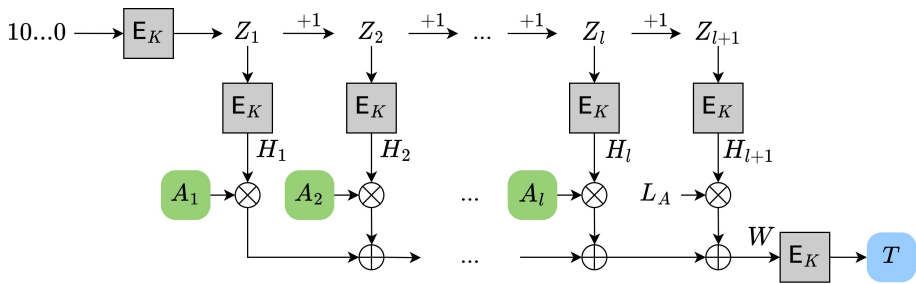 10...0 E_K Z_1 +1 Z_2 +1 ... +1 Z_l +1 Z_{l+1}
E_K E_K E_K E_K
H_1 H_2 H_l H_{l+1}
A_1 A_2 ... A_l L_A
... W E_K T